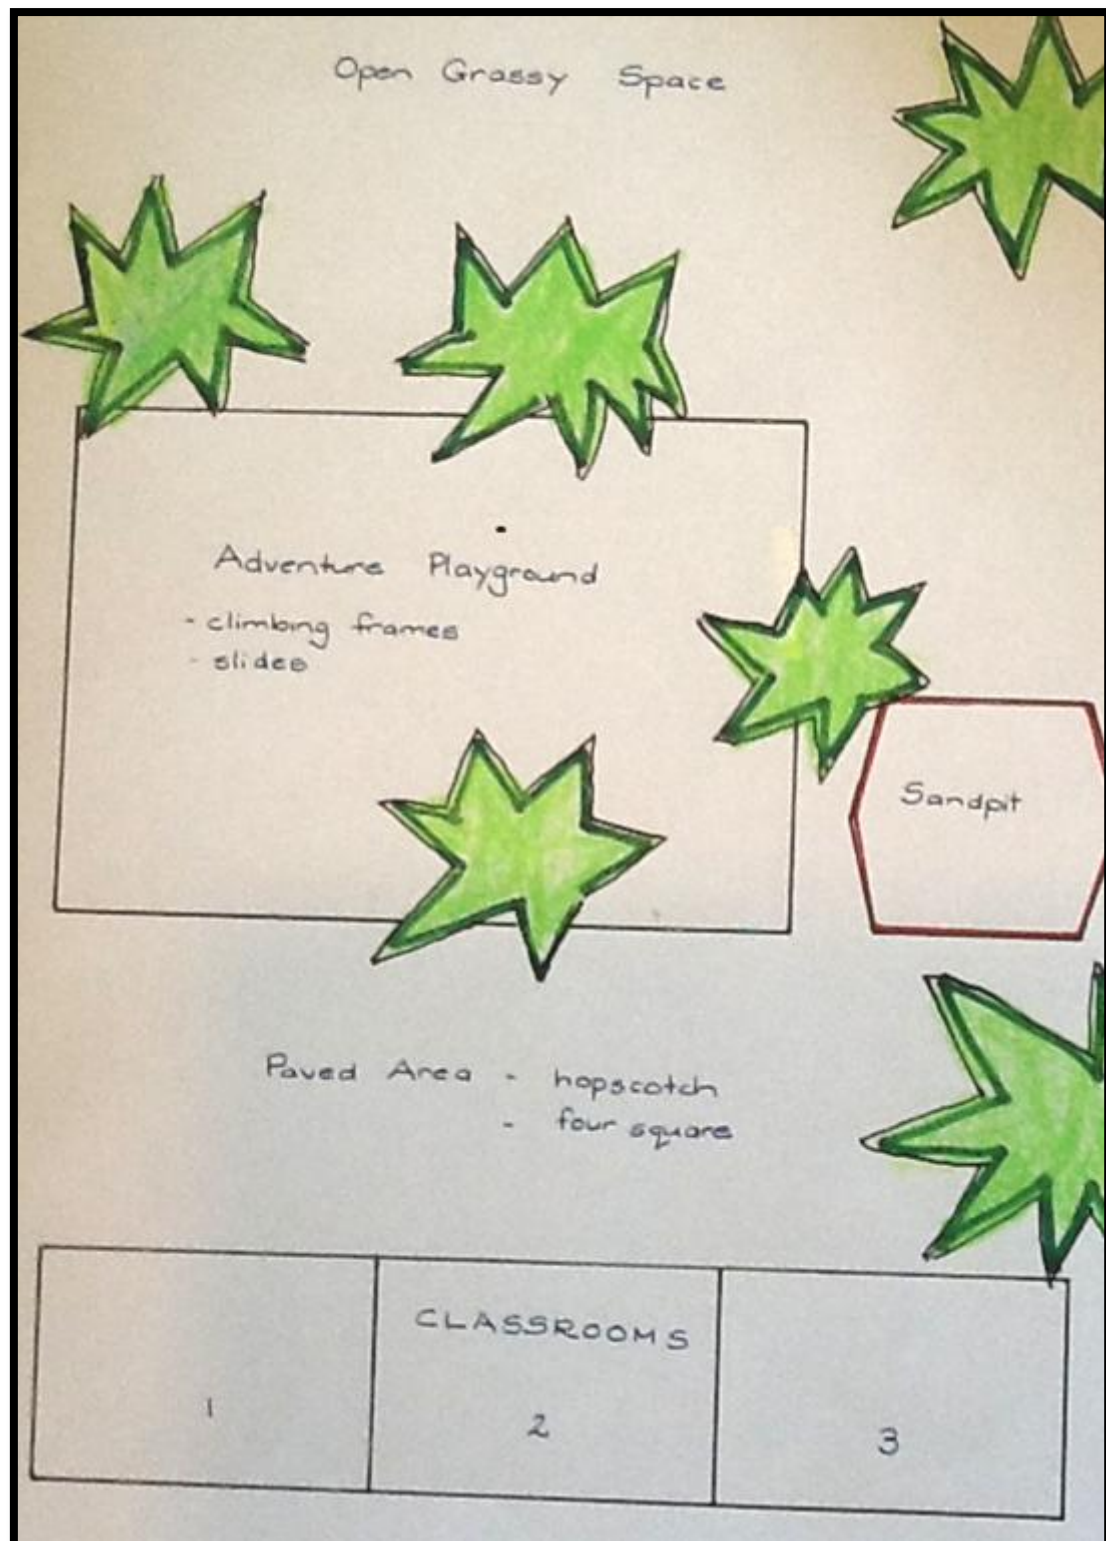 Open Grassy Space
Adventure Playground
- climbing frames
- slides
Sandpit
Paved Area - hopscotch
- four square
CLASSROOMS
1 2 3